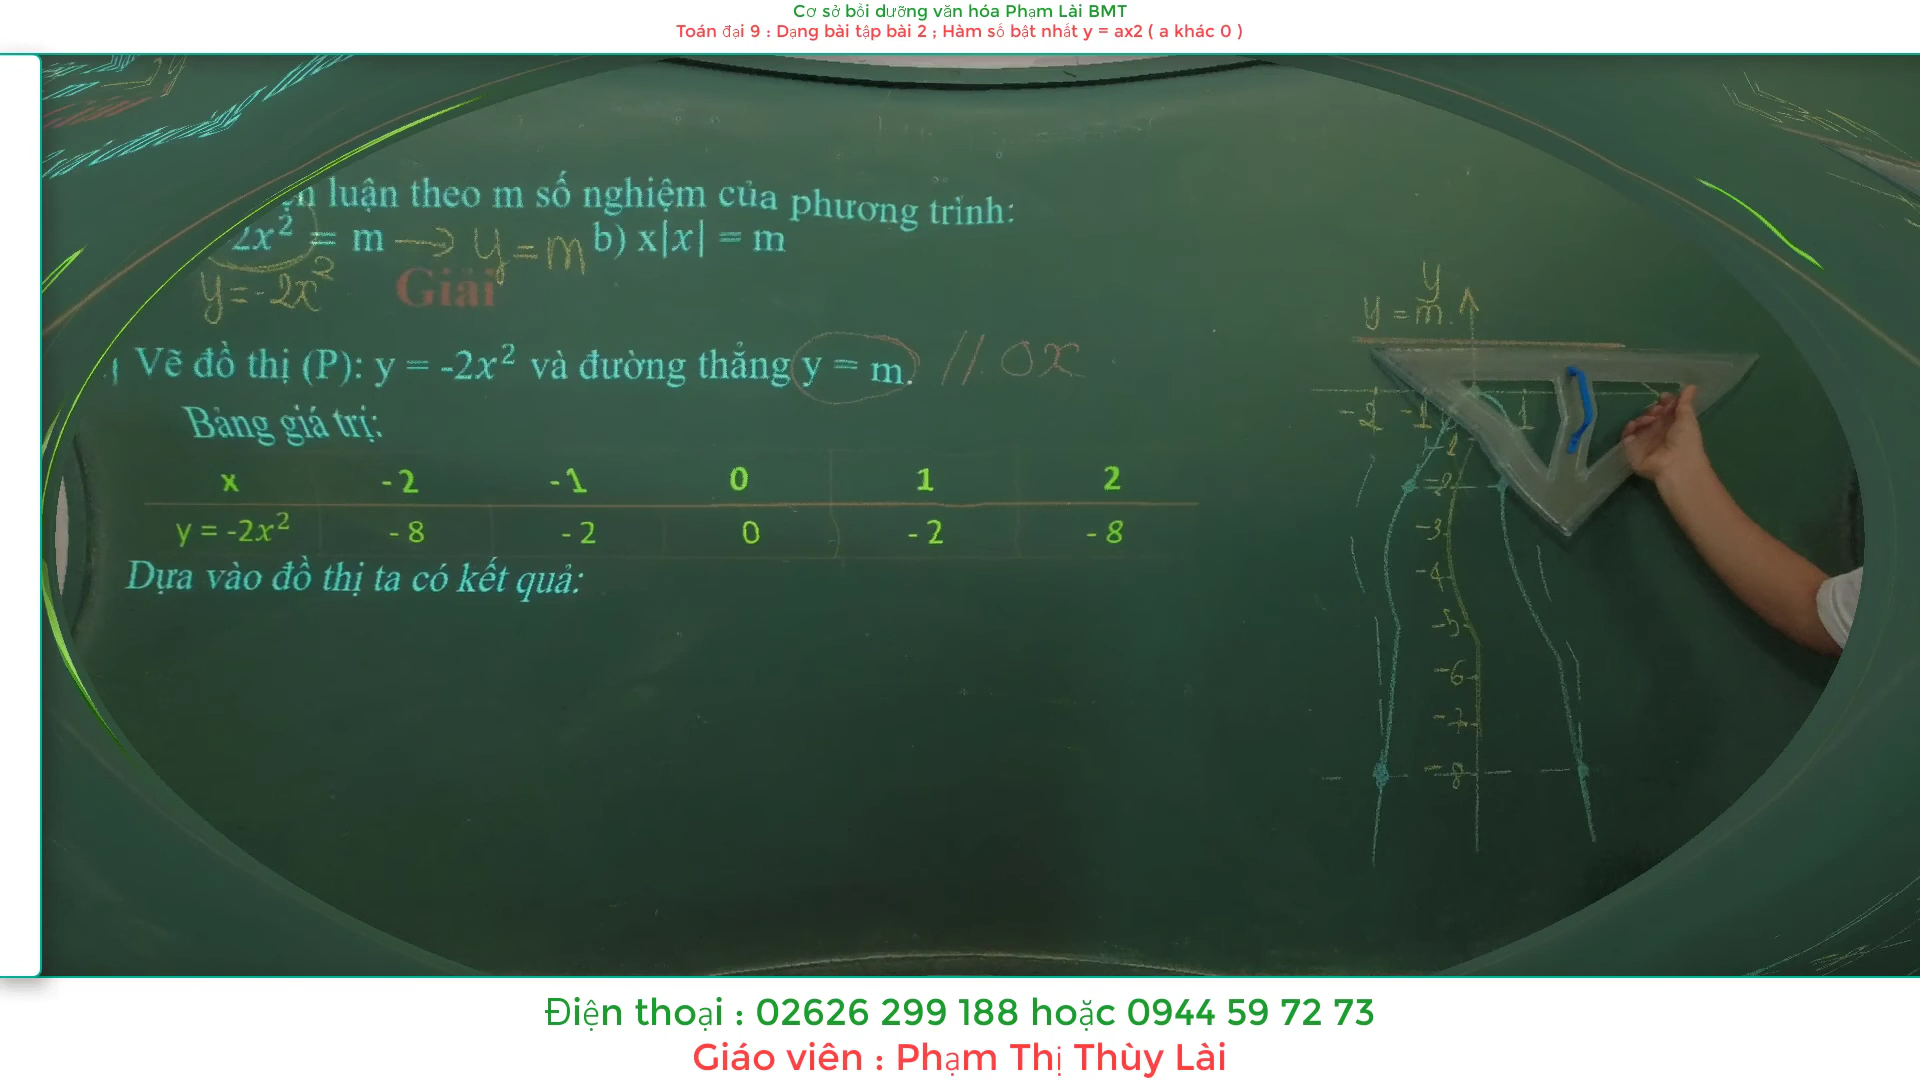 Cơ sở bồi dưỡng văn hóa Phạm Lài BMT
Toán đại 9 : Dạng bài tập bài 2 ; Hàm số bật nhất y = ax2 ( a khác 0 )
luận theo m số nghiệm của phương trình:
2x² = m → y = m b) x|x| = m
y = -2x² Giải
Vẽ đồ thị (P): y = -2x² và đường thẳng y = m. // Ox
Bảng giá trị:
x -2 -1 0 1 2
y = -2x² -8 -2 0 -2 -8
Dựa vào đồ thị ta có kết quả:
y
y = m
-2 -1 1
-2
-3
-4
-5
-6
-7
-8
Điện thoại : 02626 299 188 hoặc 0944 59 72 73
Giáo viên : Phạm Thị Thùy Lài